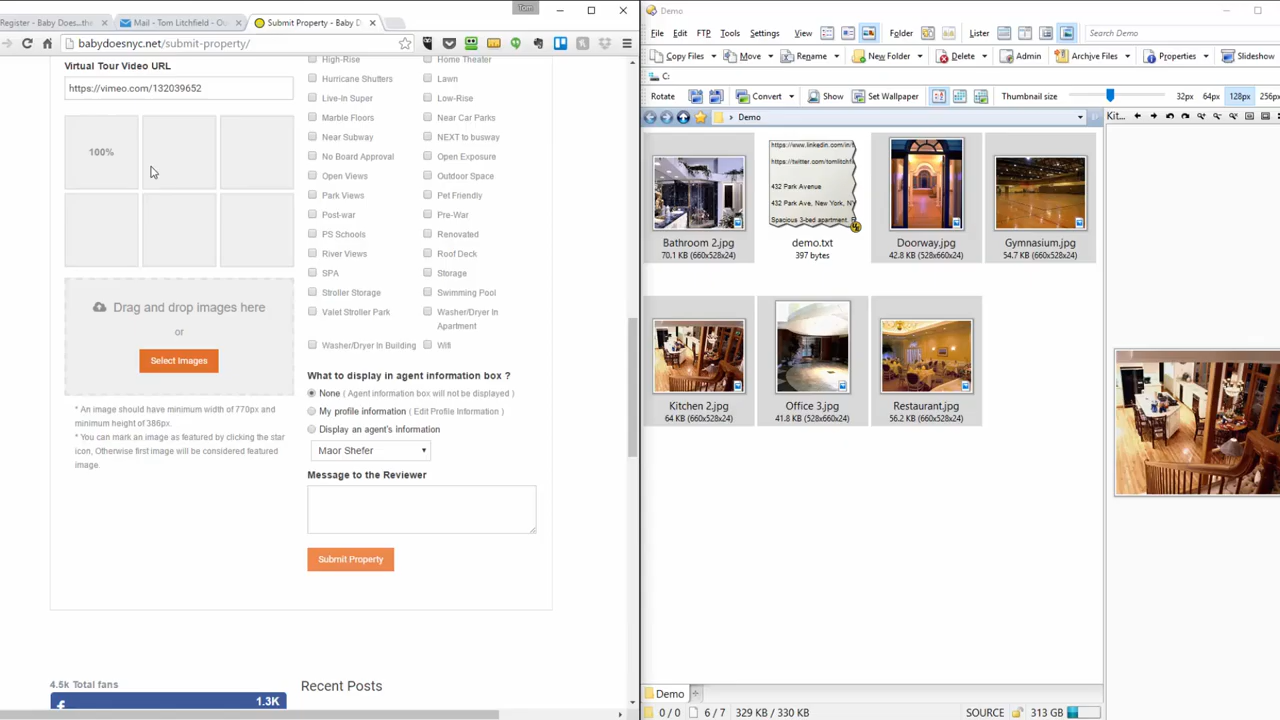 Tom
Register - Baby Does...the
Mail - Tom Litchfield - Ou
Submit Property - Baby D
babydoesnyc.net/submit-property/
Virtual Tour Video URL
https://vimeo.com/132039652
100%
Drag and drop images here
or
Select Images
* An image should have minimum width of 770px and
minimum height of 386px.
* You can mark an image as featured by clicking the star
icon, Otherwise first image will be considered featured
image.
High-Rise
Home Theater
Hurricane Shutters
Lawn
Live-In Super
Low-Rise
Marble Floors
Near Car Parks
Near Subway
NEXT to busway
No Board Approval
Open Exposure
Open Views
Outdoor Space
Park Views
Pet Friendly
Post-war
Pre-War
PS Schools
Renovated
River Views
Roof Deck
SPA
Storage
Stroller Storage
Swimming Pool
Valet Stroller Park
Washer/Dryer In
Apartment
Washer/Dryer In Building
Wifi
What to display in agent information box ?
None ( Agent information box will not be displayed )
My profile information ( Edit Profile Information )
Display an agent's information
Maor Shefer
Message to the Reviewer
Submit Property
4.5k Total fans
1.3K
Recent Posts
Demo
File Edit FTP Tools Settings View Folder Lister Search Demo
Copy Files Move Rename New Folder Delete Admin Archive Files Properties Slideshow
C:
Rotate Convert Show Set Wallpaper Thumbnail size 32px 64px 128px 256px
Demo
Kit...
https://www.linkedin.com/in/
https://twitter.com/tomlitchf
432 Park Avenue
432 Park Ave, New York, NY
Spacious 3-bed apartment,
Bathroom 2.jpg
70.1 KB (660x528x24)
demo.txt
397 bytes
Doorway.jpg
42.8 KB (528x660x24)
Gymnasium.jpg
54.7 KB (660x528x24)
Kitchen 2.jpg
64 KB (660x528x24)
Office 3.jpg
41.8 KB (528x660x24)
Restaurant.jpg
56.2 KB (660x528x24)
Demo
0 / 0 6 / 7 329 KB / 330 KB SOURCE 313 GB